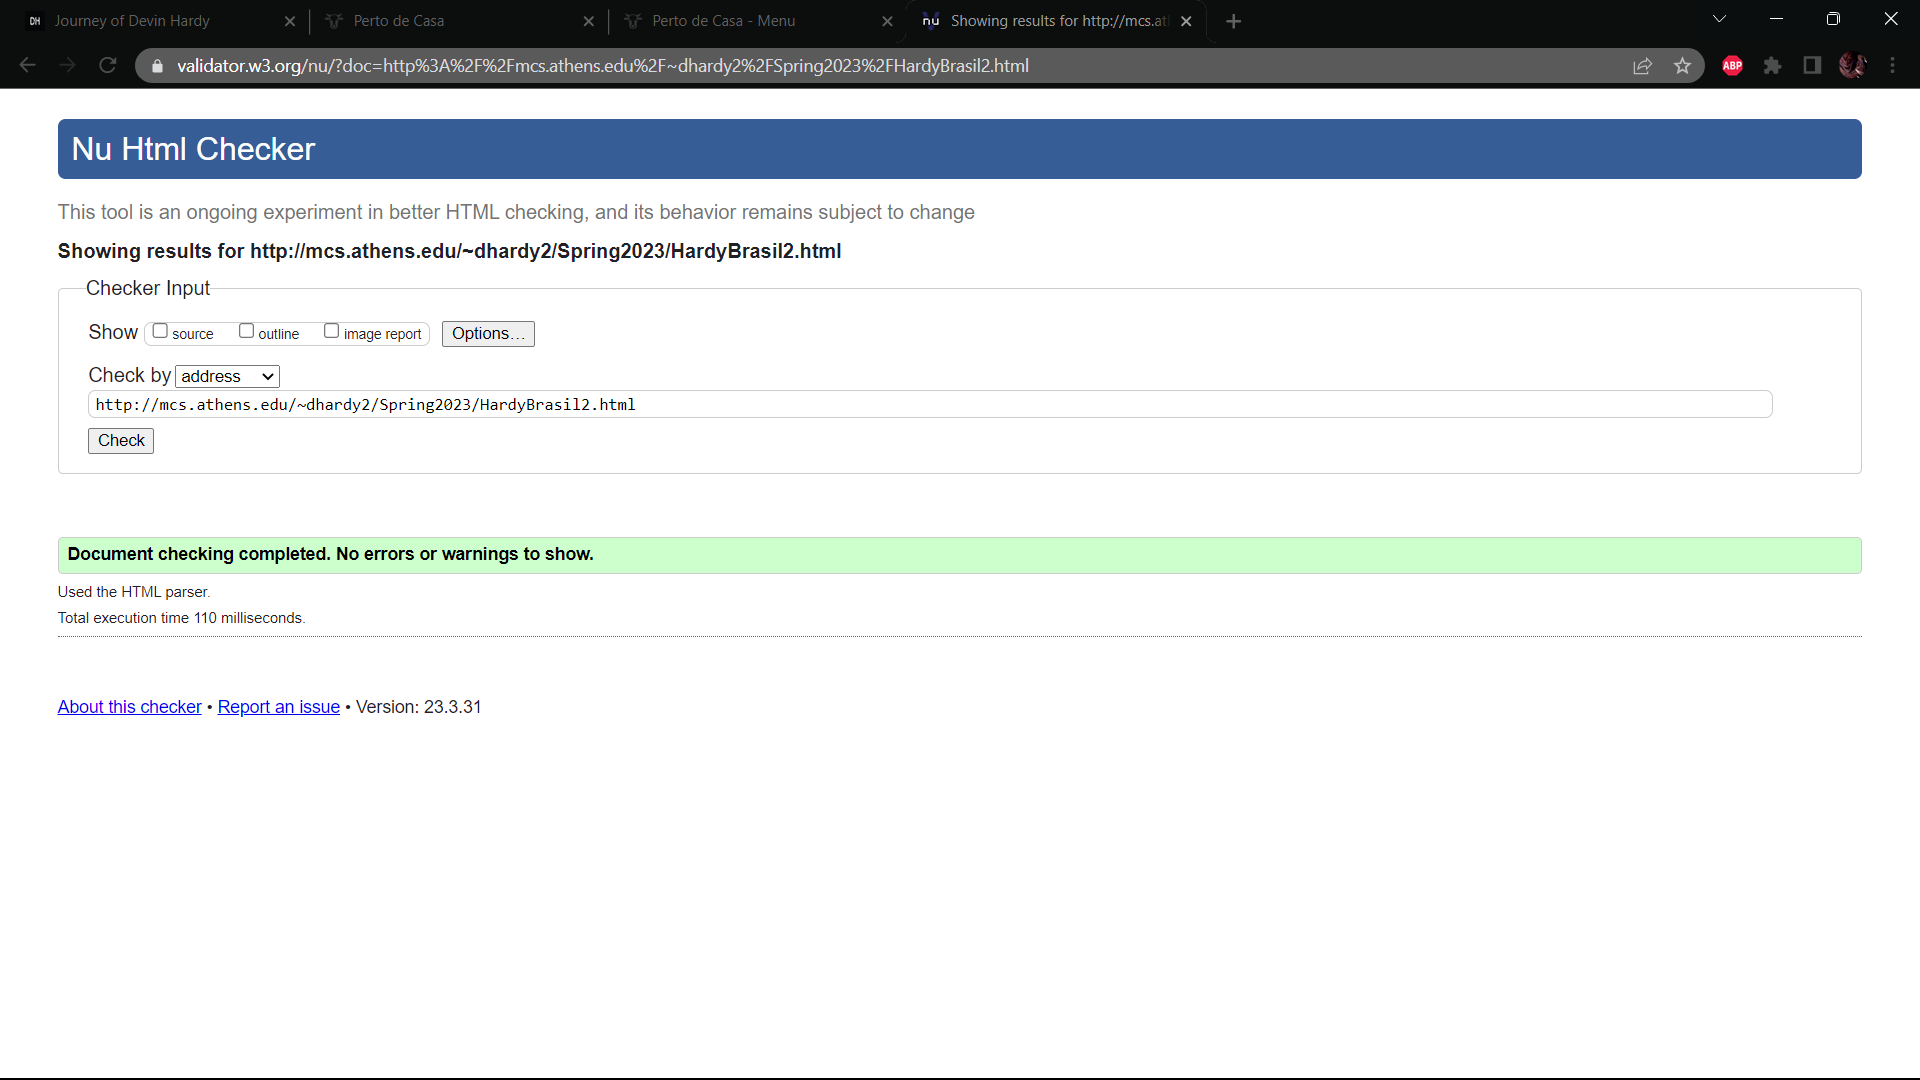 DH Journey of Devin Hardy Perto de Casa Perto de Casa - Menu nu Showing results for http://mcs.at
validator.w3.org/nu/?doc=http%3A%2F%2Fmcs.athens.edu%2F~dhardy2%2FSpring2023%2FHardyBrasil2.html ABP
Nu Html Checker
This tool is an ongoing experiment in better HTML checking, and its behavior remains subject to change
Showing results for http://mcs.athens.edu/~dhardy2/Spring2023/HardyBrasil2.html
Checker Input
Show source outline image report Options...
Check by address
http://mcs.athens.edu/~dhardy2/Spring2023/HardyBrasil2.html
Check
Document checking completed. No errors or warnings to show.
Used the HTML parser.
Total execution time 110 milliseconds.
About this checker • Report an issue • Version: 23.3.31